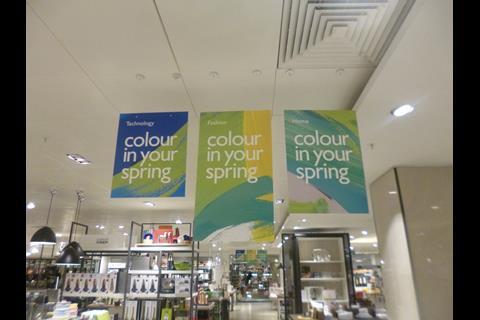 Technology
colour
in your
spring
Fashion
colour
in your
spring
Home
colour
in your
spring